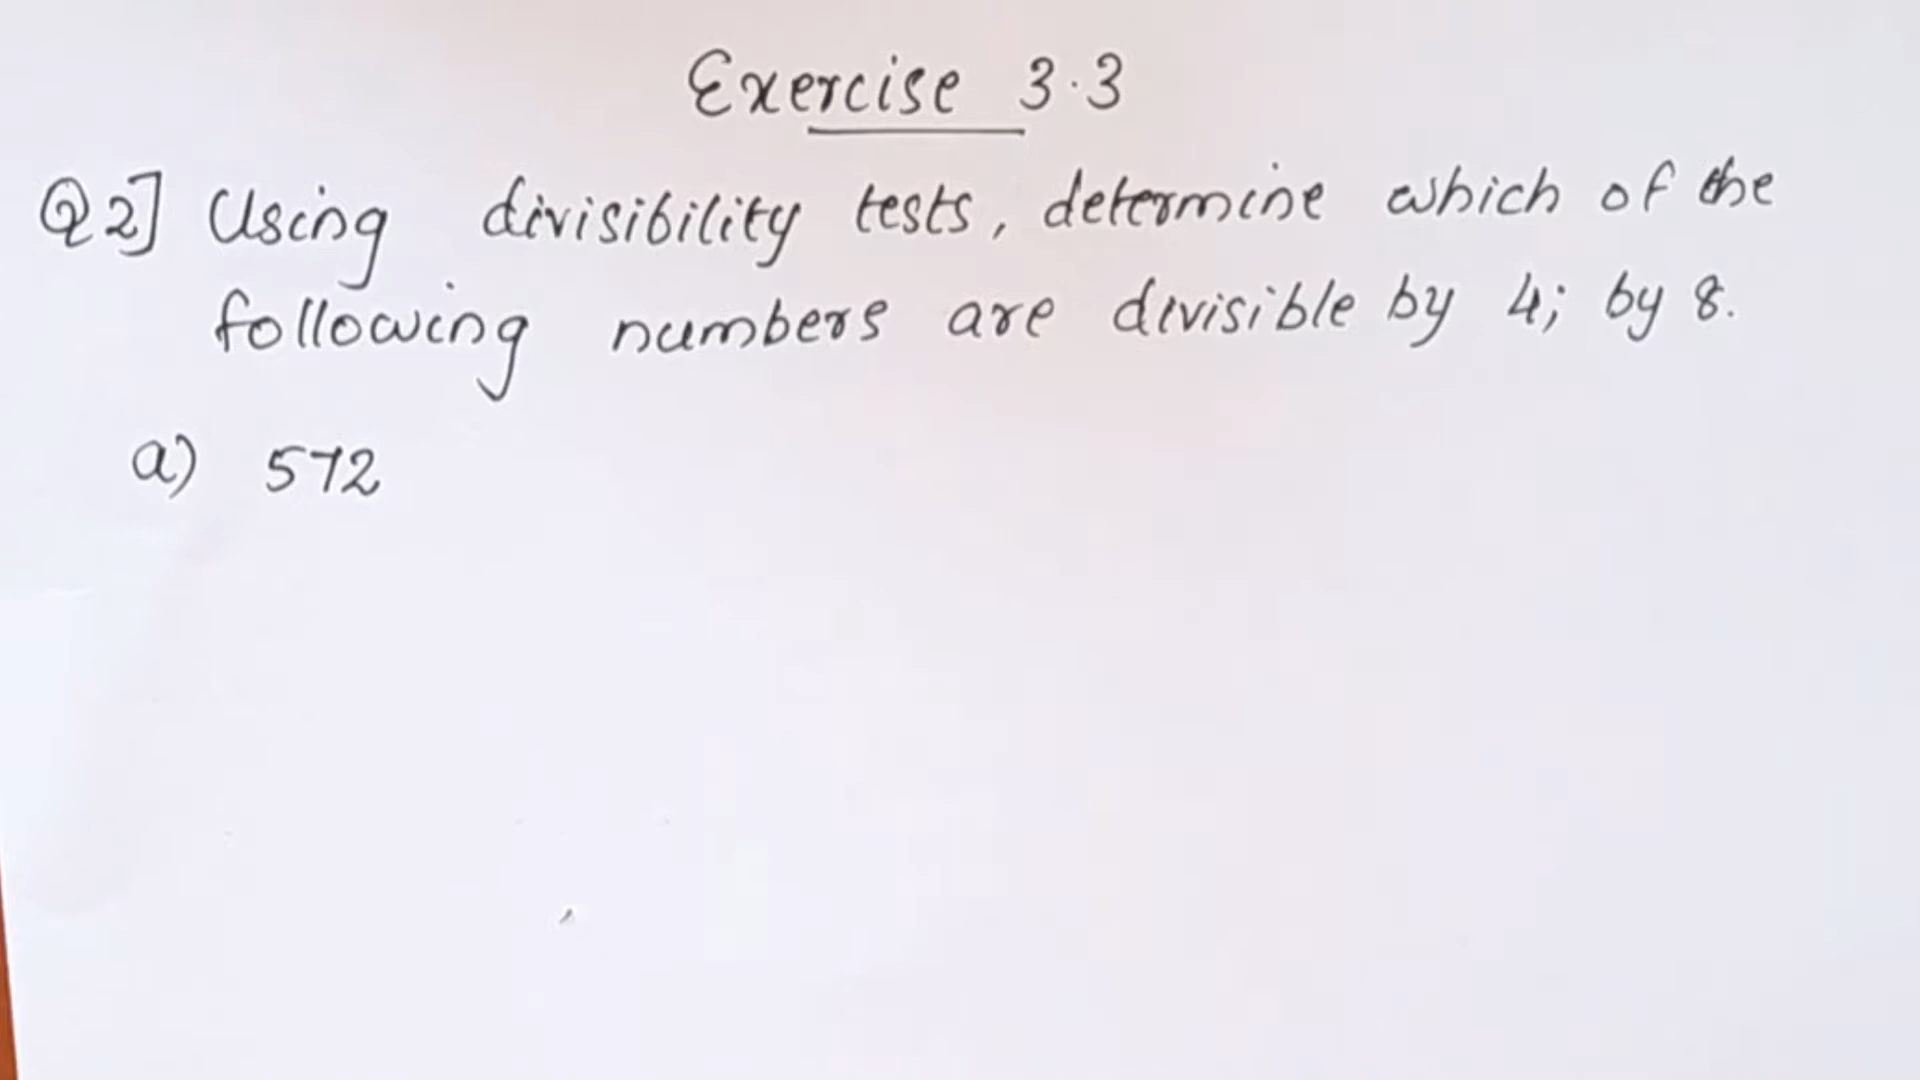 Exercise 3.3
Q2] Using divisibility tests, determine which of the
following numbers are divisible by 4; by 8.
a) 572